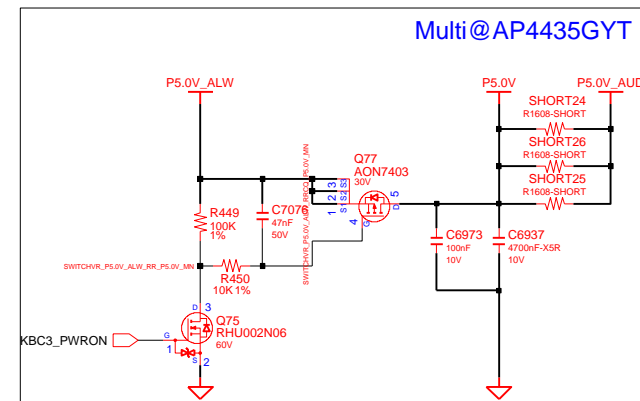 Multi@AP4435GYT
P5.0V_ALW
P5.0V
P5.0V_AUD
SHORT24
R1608-SHORT
SHORT26
R1608-SHORT
SHORT25
R1608-SHORT
Q77
AON7403
30V
3 S3
2 S2
1 S1
4
G
D
5
R449
100K
1%
C7076
47nF
50V
SWITCHVR_P5.0V_ALW_RRCQ_P5.0V_MN
C6973
100nF
10V
C6937
4700nF-X5R
10V
SWITCHVR_P5.0V_ALW_RR_P5.0V_MN
R450
10K 1%
D
3
Q75
RHU002N06
60V
KBC3_PWRON
G
1
S
2